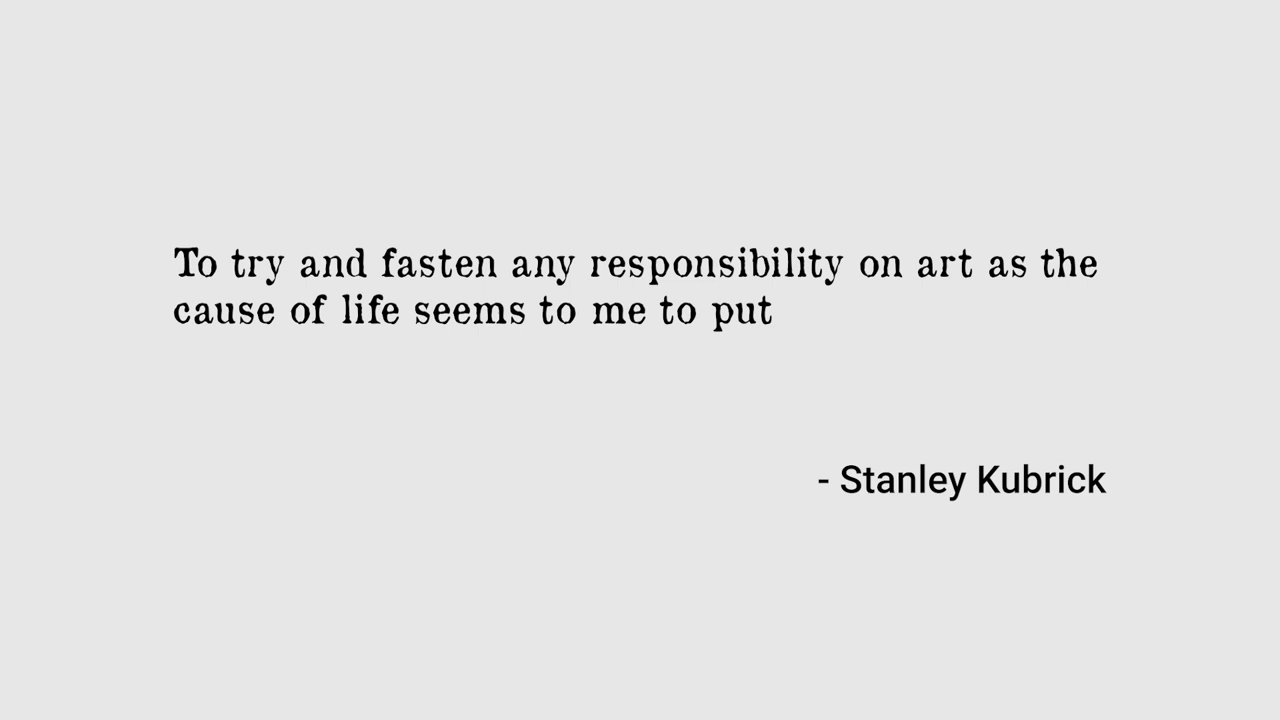 To try and fasten any responsibility on art as the
cause of life seems to me to put
- Stanley Kubrick